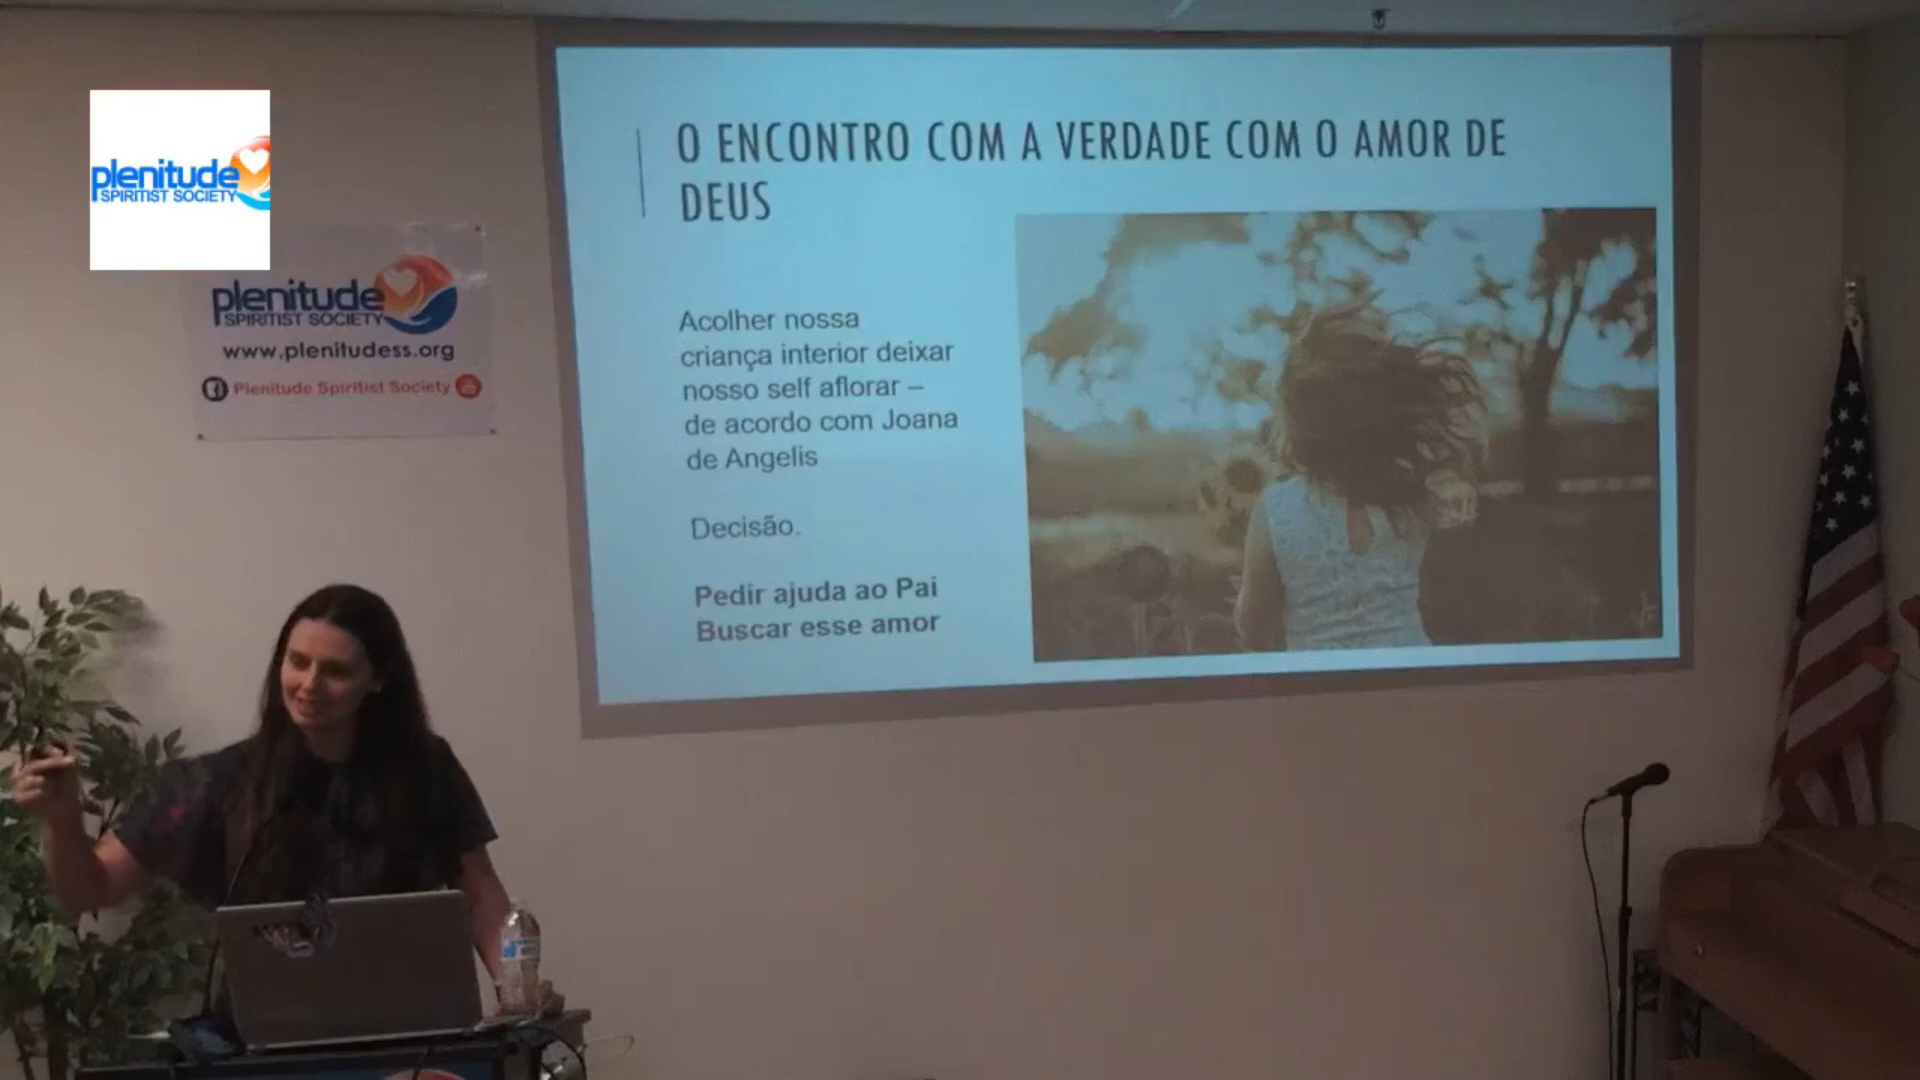 plenitude
SPIRITIST SOCIETY
plenitude
SPIRITIST SOCIETY
www.plenitudess.org
Plenitude Spiritist Society
O ENCONTRO COM A VERDADE COM O AMOR DE
DEUS
Acolher nossa
criança interior deixar
nosso self aflorar –
de acordo com Joana
de Angelis
Decisão.
Pedir ajuda ao Pai
Buscar esse amor